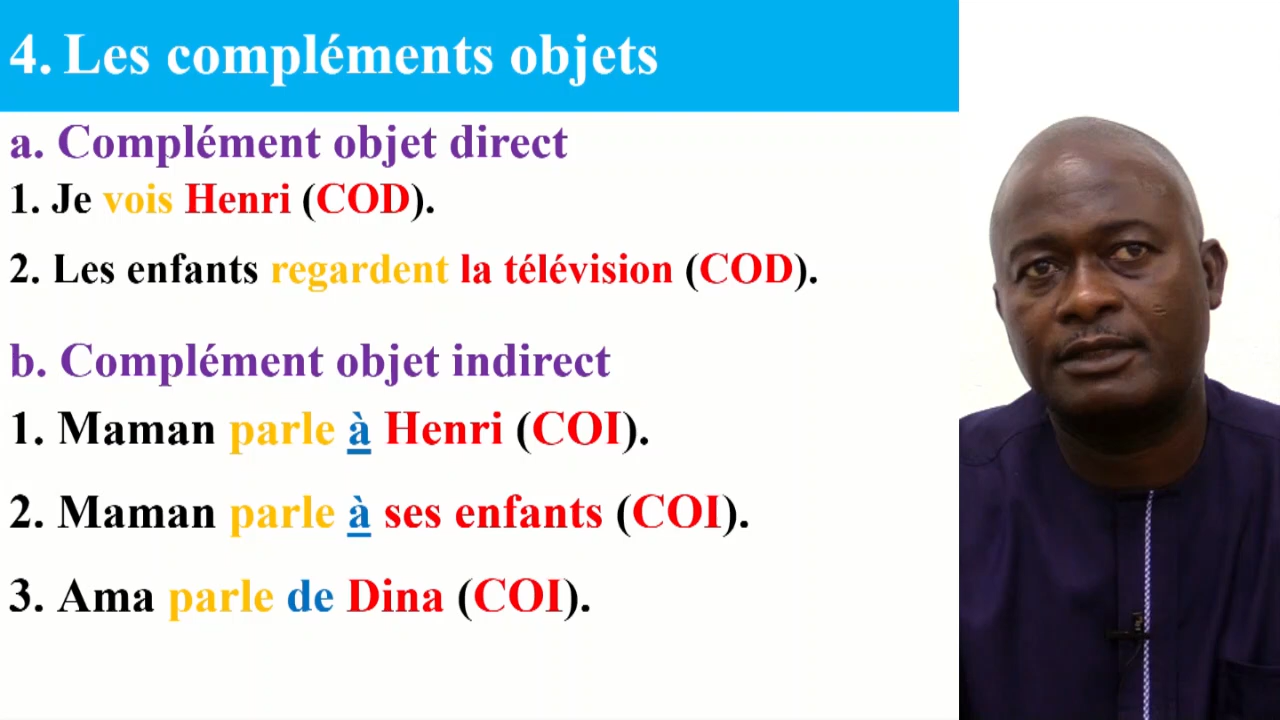 4. Les compléments objets
a. Complément objet direct
1. Je vois Henri (COD).
2. Les enfants regardent la télévision (COD).
b. Complément objet indirect
1. Maman parle à Henri (COI).
2. Maman parle à ses enfants (COI).
3. Ama parle de Dina (COI).